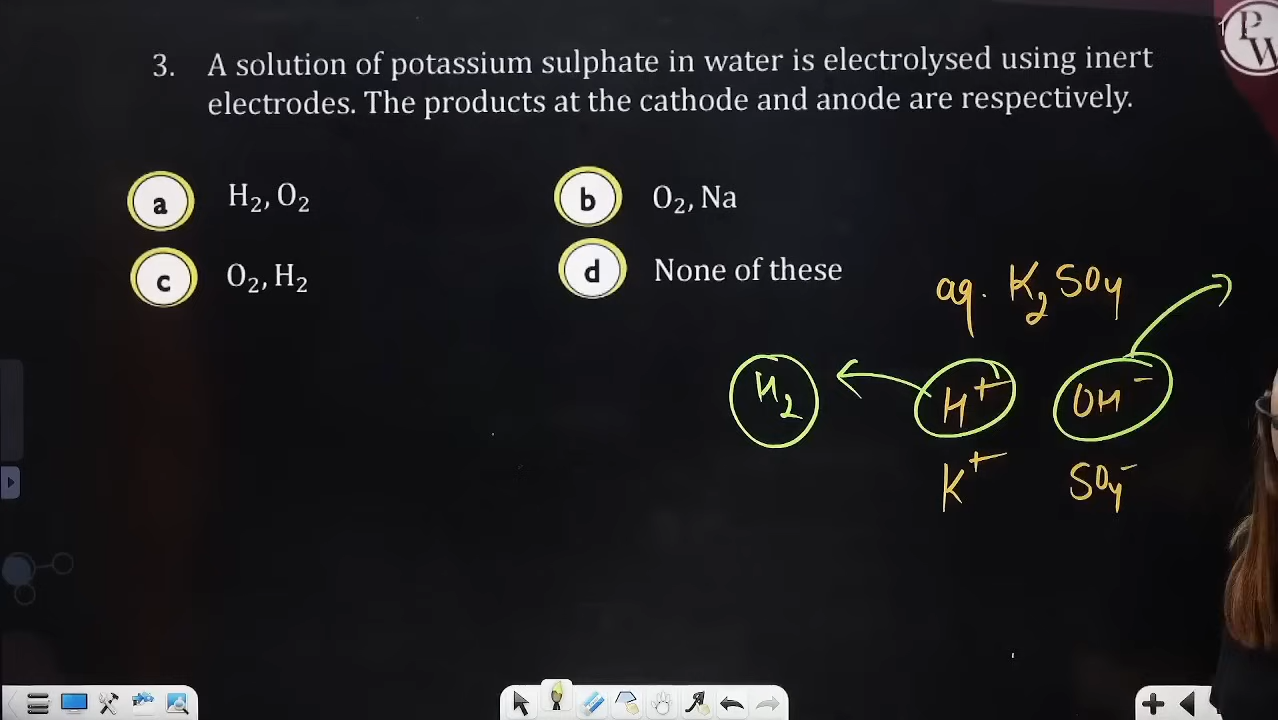 PW
3. A solution of potassium sulphate in water is electrolysed using inert
electrodes. The products at the cathode and anode are respectively.
a H₂, O₂
b O₂, Na
c O₂, H₂
d None of these
aq. K₂SO₄
H₂ H⁺ OH⁻
K⁺ SO₄⁻